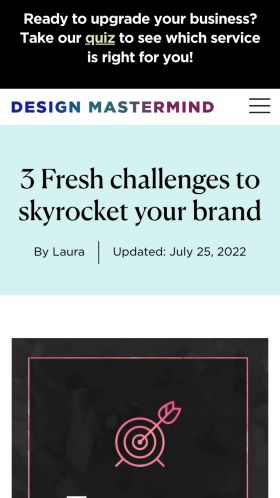 Ready to upgrade your business?
Take our quiz to see which service
is right for you!
DESIGN MASTERMIND
3 Fresh challenges to
skyrocket your brand
By Laura
Updated: July 25, 2022